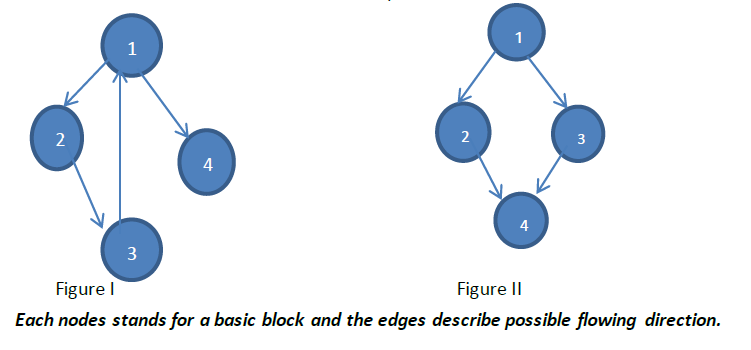 1
1
2
2
3
4
4
3
Figure I
Figure II
Each nodes stands for a basic block and the edges describe possible flowing direction.